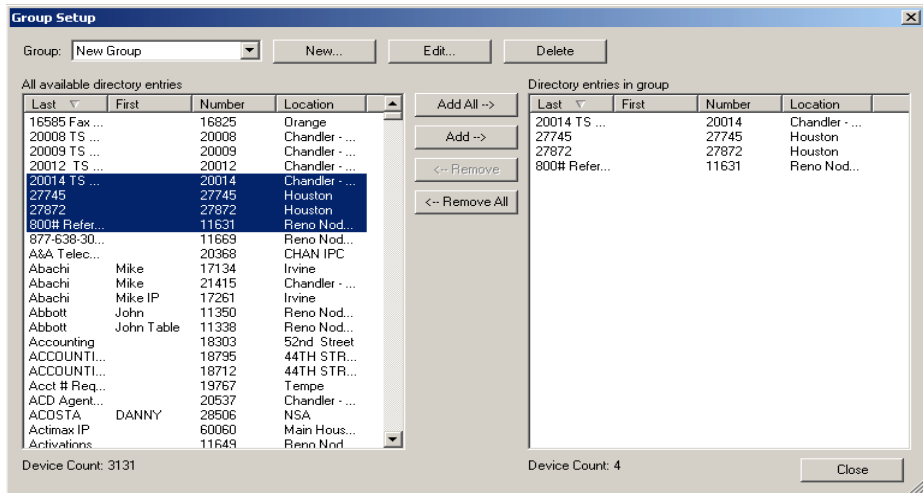 Group Setup
Group: New Group New... Edit... Delete
All available directory entries
Last First Number Location
16585 Fax ... 16825 Orange
20008 TS ... 20008 Chandler - ...
20009 TS ... 20009 Chandler - ...
20012 TS ... 20012 Chandler - ...
20014 TS ... 20014 Chandler - ...
27745 27745 Houston
27872 27872 Houston
800# Refer... 11631 Reno Nod...
877-638-30... 11669 Reno Nod...
A&A Telec... 20368 CHAN IPC
Abachi Mike 17134 Irvine
Abachi Mike 21415 Chandler - ...
Abachi Mike IP 17261 Irvine
Abbott John 11350 Reno Nod...
Abbott John Table 11338 Reno Nod...
Accounting 18303 52nd Street
ACCOUNTI... 18795 44TH STR...
ACCOUNTI... 18712 44TH STR...
Acct # Req... 19767 Tempe
ACD Agent... 20537 Chandler - ...
ACOSTA DANNY 28506 NSA
Actimax IP 60060 Main Hous...
Activations 11649 Reno Nod
Device Count: 3131
Add All -->
Add -->
<-- Remove
<-- Remove All
Directory entries in group
Last First Number Location
20014 TS ... 20014 Chandler - ...
27745 27745 Houston
27872 27872 Houston
800# Refer... 11631 Reno Nod...
Device Count: 4
Close